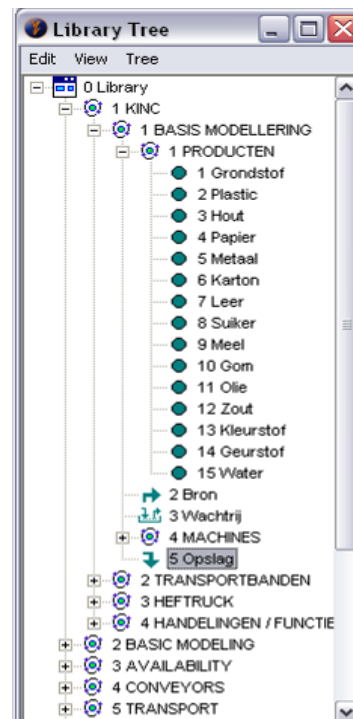 Library Tree
Edit View Tree
0 Library
1 KINC
1 BASIS MODELLERING
1 PRODUCTEN
1 Grondstof
2 Plastic
3 Hout
4 Papier
5 Metaal
6 Karton
7 Leer
8 Suiker
9 Meel
10 Gom
11 Olie
12 Zout
13 Kleurstof
14 Geurstof
15 Water
2 Bron
3 Wachtrij
4 MACHINES
5 Opslag
2 TRANSPORTBANDEN
3 HEFTRUCK
4 HANDELINGEN / FUNCTIE
2 BASIC MODELING
3 AVAILABILITY
4 CONVEYORS
5 TRANSPORT